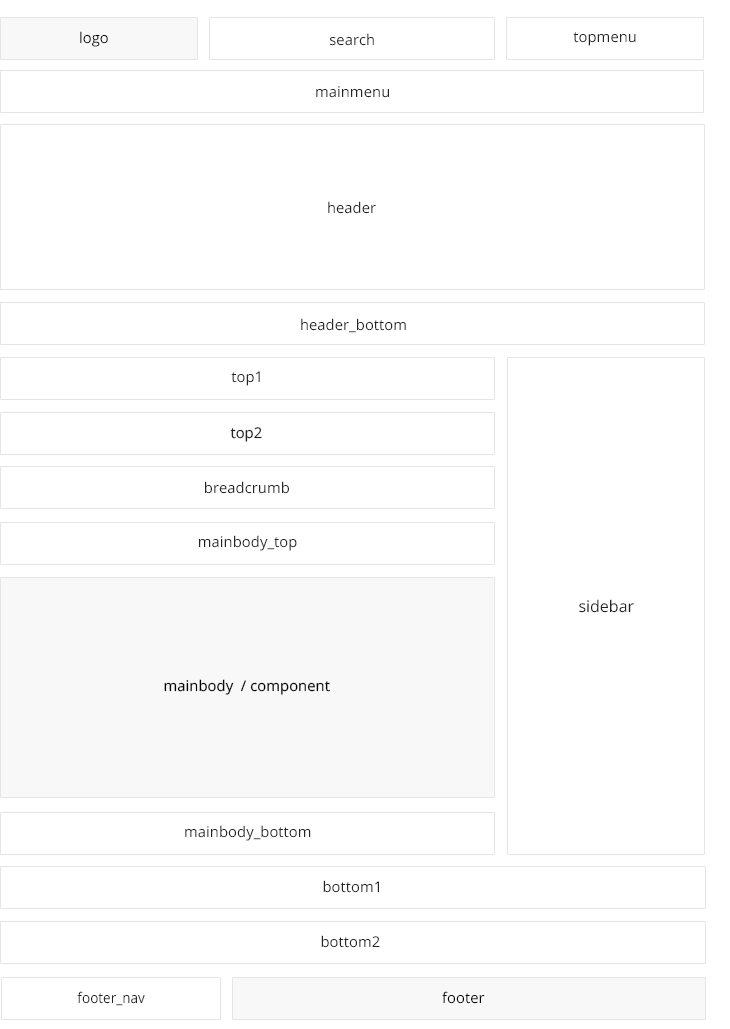 logo
search
topmenu
mainmenu
header
header_bottom
top1
top2
breadcrumb
mainbody_top
sidebar
mainbody / component
mainbody_bottom
bottom1
bottom2
footer_nav
footer